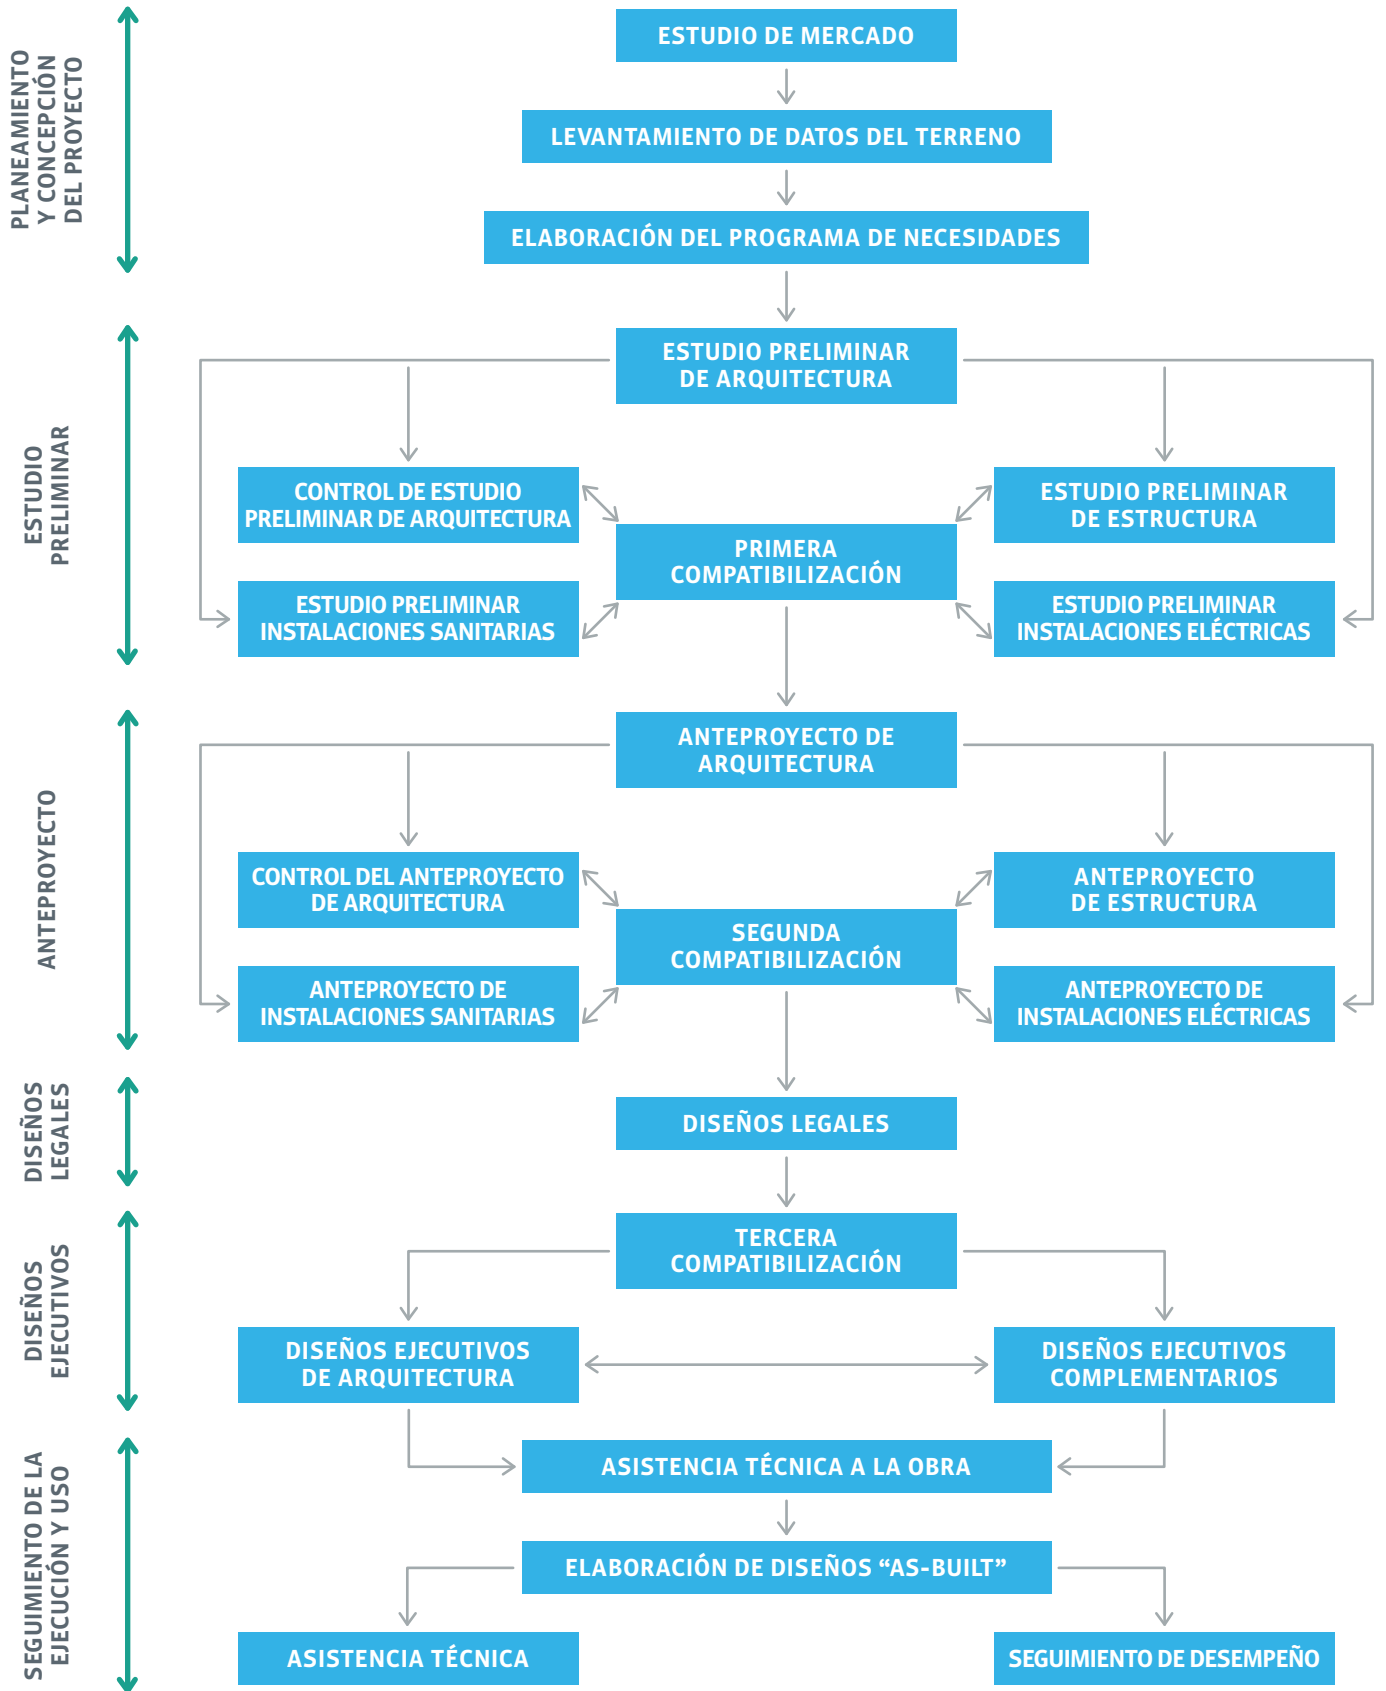 PLANEAMIENTO
Y CONCEPCIÓN
DEL PROYECTO
ESTUDIO DE MERCADO
LEVANTAMIENTO DE DATOS DEL TERRENO
ELABORACIÓN DEL PROGRAMA DE NECESIDADES
ESTUDIO
PRELIMINAR
ESTUDIO PRELIMINAR
DE ARQUITECTURA
CONTROL DE ESTUDIO
PRELIMINAR DE ARQUITECTURA
ESTUDIO PRELIMINAR
DE ESTRUCTURA
PRIMERA
COMPATIBILIZACIÓN
ESTUDIO PRELIMINAR
INSTALACIONES SANITARIAS
ESTUDIO PRELIMINAR
INSTALACIONES ELÉCTRICAS
ANTEPROYECTO
ANTEPROYECTO DE
ARQUITECTURA
CONTROL DEL ANTEPROYECTO
DE ARQUITECTURA
ANTEPROYECTO
DE ESTRUCTURA
SEGUNDA
COMPATIBILIZACIÓN
ANTEPROYECTO DE
INSTALACIONES SANITARIAS
ANTEPROYECTO DE
INSTALACIONES ELÉCTRICAS
DISEÑOS
LEGALES
DISEÑOS LEGALES
DISEÑOS
EJECUTIVOS
TERCERA
COMPATIBILIZACIÓN
DISEÑOS EJECUTIVOS
DE ARQUITECTURA
DISEÑOS EJECUTIVOS
COMPLEMENTARIOS
SEGUIMIENTO DE LA
EJECUCIÓN Y USO
ASISTENCIA TÉCNICA A LA OBRA
ELABORACIÓN DE DISEÑOS “AS-BUILT”
ASISTENCIA TÉCNICA
SEGUIMIENTO DE DESEMPEÑO